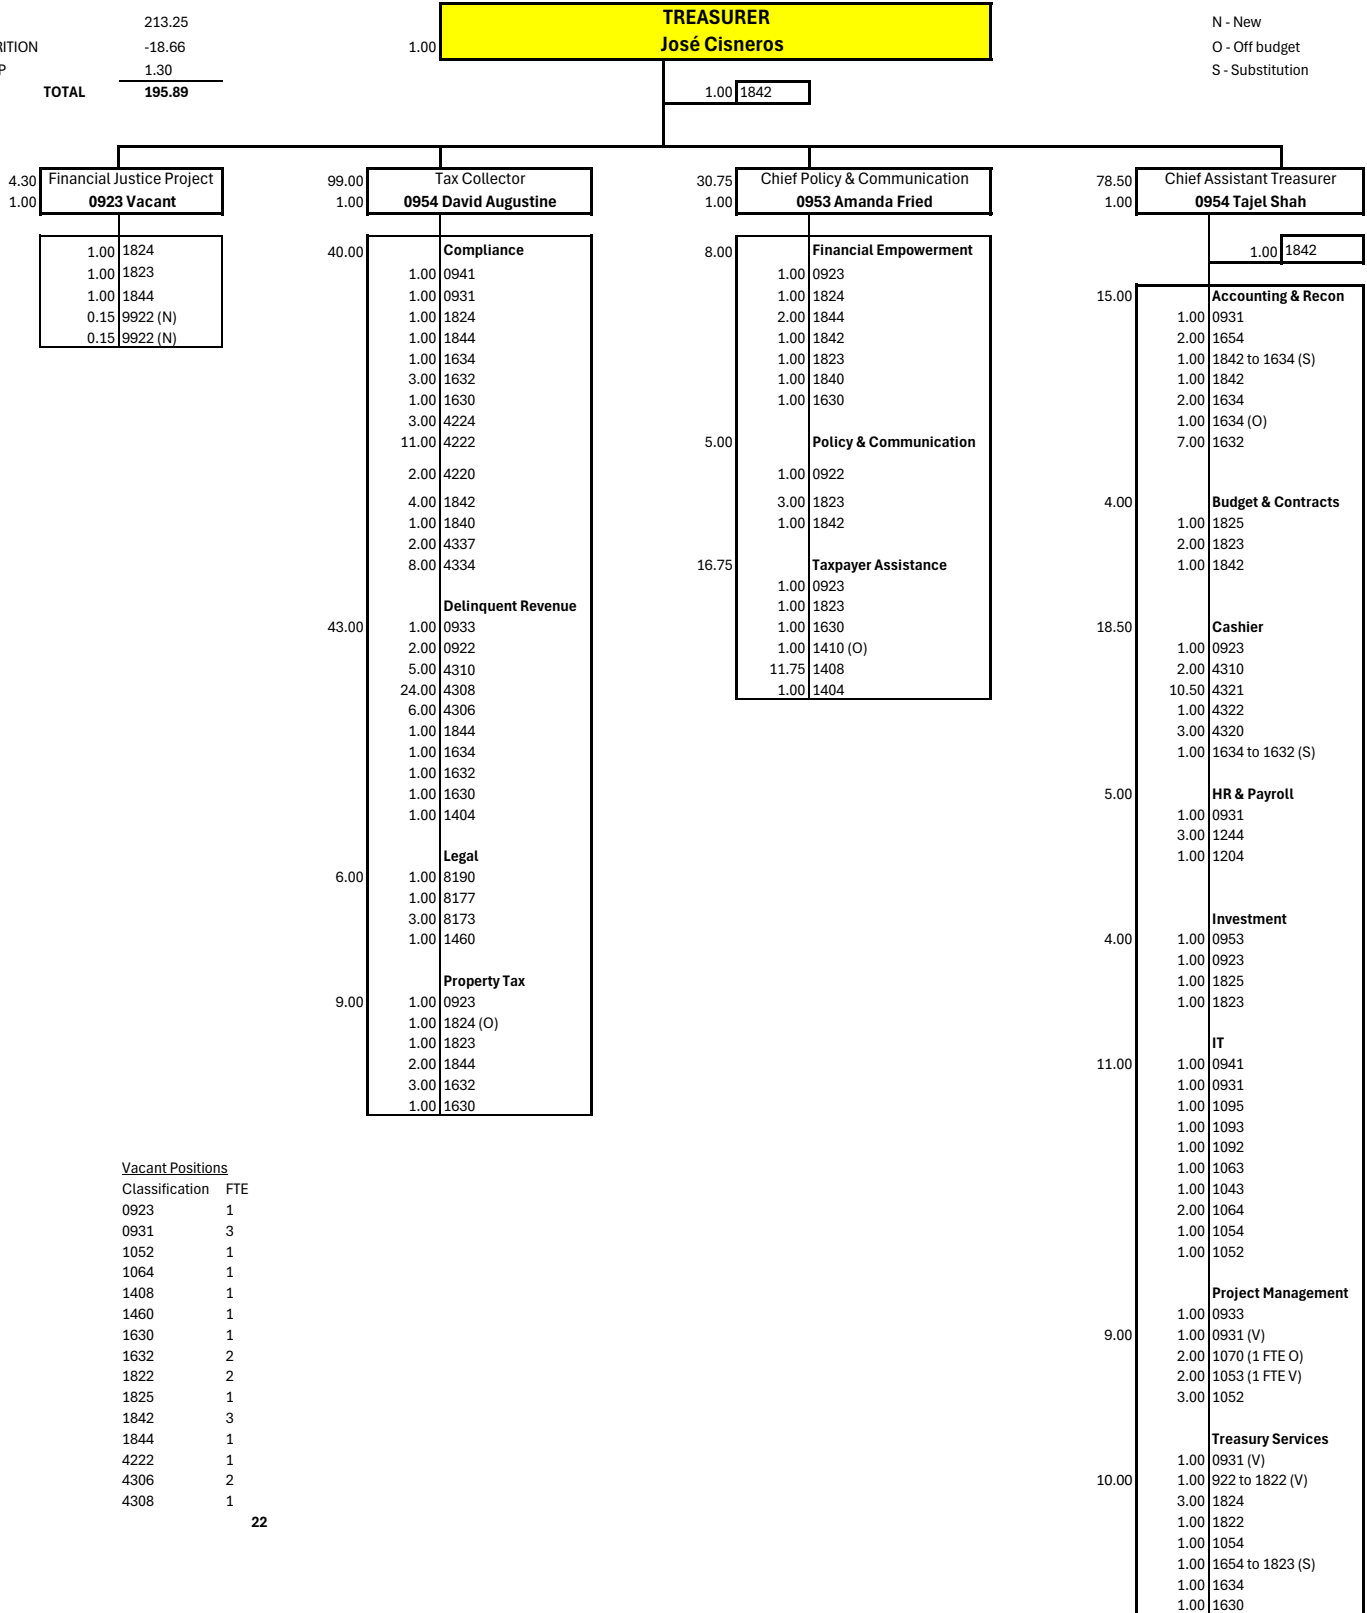 213.25
RITION -18.66
P 1.30
TOTAL 195.89
1.00 TREASURER
José Cisneros
1.00 1842
N - New
O - Off budget
S - Substitution
4.30 Financial Justice Project
1.00 0923 Vacant
1.00 1824
1.00 1823
1.00 1844
0.15 9922 (N)
0.15 9922 (N)
99.00 Tax Collector
1.00 0954 David Augustine
40.00 Compliance
1.00 0941
1.00 0931
1.00 1824
1.00 1844
1.00 1634
3.00 1632
1.00 1630
3.00 4224
11.00 4222
2.00 4220
4.00 1842
1.00 1840
2.00 4337
8.00 4334
Delinquent Revenue
43.00 1.00 0933
2.00 0922
5.00 4310
24.00 4308
6.00 4306
1.00 1844
1.00 1634
1.00 1632
1.00 1630
1.00 1404
Legal
6.00 1.00 8190
1.00 8177
3.00 8173
1.00 1460
Property Tax
9.00 1.00 0923
1.00 1824 (O)
1.00 1823
2.00 1844
3.00 1632
1.00 1630
30.75 Chief Policy & Communication
1.00 0953 Amanda Fried
8.00 Financial Empowerment
1.00 0923
1.00 1824
2.00 1844
1.00 1842
1.00 1823
1.00 1840
1.00 1630
5.00 Policy & Communication
1.00 0922
3.00 1823
1.00 1842
16.75 Taxpayer Assistance
1.00 0923
1.00 1823
1.00 1630
1.00 1410 (O)
11.75 1408
1.00 1404
78.50 Chief Assistant Treasurer
1.00 0954 Tajel Shah
1.00 1842
15.00 Accounting & Recon
1.00 0931
2.00 1654
1.00 1842 to 1634 (S)
1.00 1842
2.00 1634
1.00 1634 (O)
7.00 1632
4.00 Budget & Contracts
1.00 1825
2.00 1823
1.00 1842
18.50 Cashier
1.00 0923
2.00 4310
10.50 4321
1.00 4322
3.00 4320
1.00 1634 to 1632 (S)
5.00 HR & Payroll
1.00 0931
3.00 1244
1.00 1204
Investment
4.00 1.00 0953
1.00 0923
1.00 1825
1.00 1823
IT
11.00 1.00 0941
1.00 0931
1.00 1095
1.00 1093
1.00 1092
1.00 1063
1.00 1043
2.00 1064
1.00 1054
1.00 1052
Project Management
1.00 0933
9.00 1.00 0931 (V)
2.00 1070 (1 FTE O)
2.00 1053 (1 FTE V)
3.00 1052
Treasury Services
1.00 0931 (V)
10.00 1.00 922 to 1822 (V)
3.00 1824
1.00 1822
1.00 1054
1.00 1654 to 1823 (S)
1.00 1634
1.00 1630
Vacant Positions
Classification FTE
0923 1
0931 3
1052 1
1064 1
1408 1
1460 1
1630 1
1632 2
1822 2
1825 1
1842 3
1844 1
4222 1
4306 2
4308 1
22